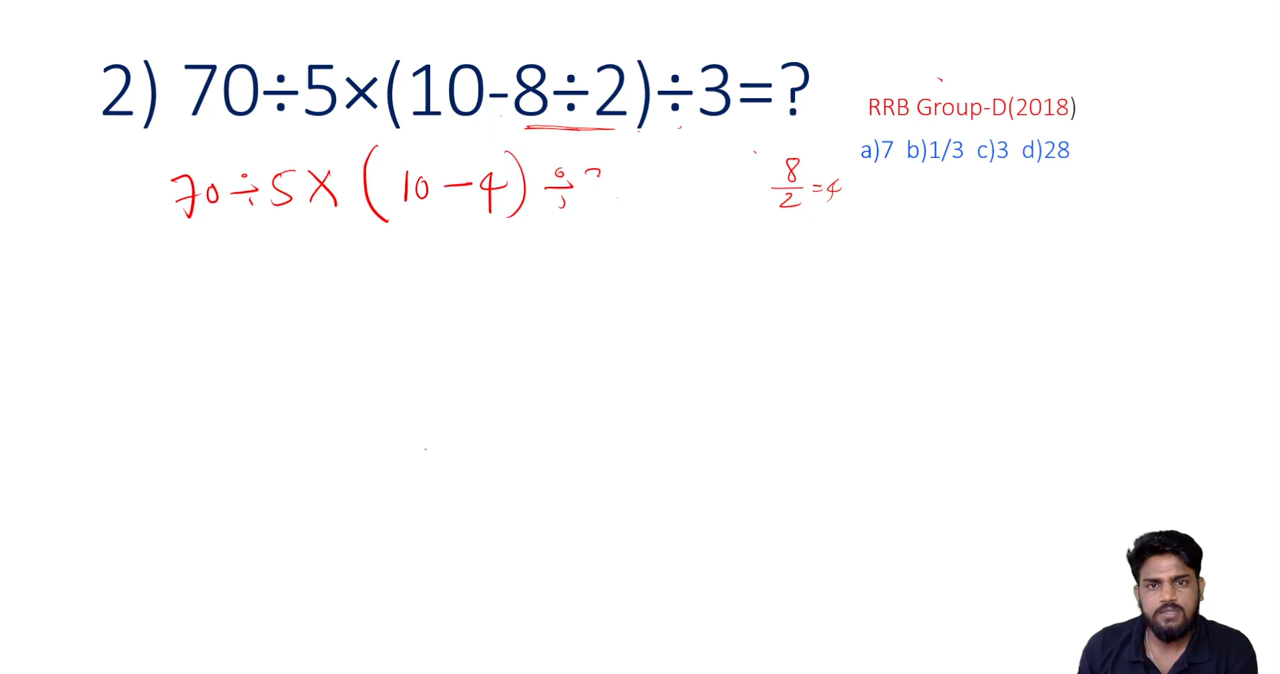 2) 70÷5×(10-8÷2)÷3=?
RRB Group-D(2018)
a)7 b)1/3 c)3 d)28
70÷5×(10-4)÷
8/2=4